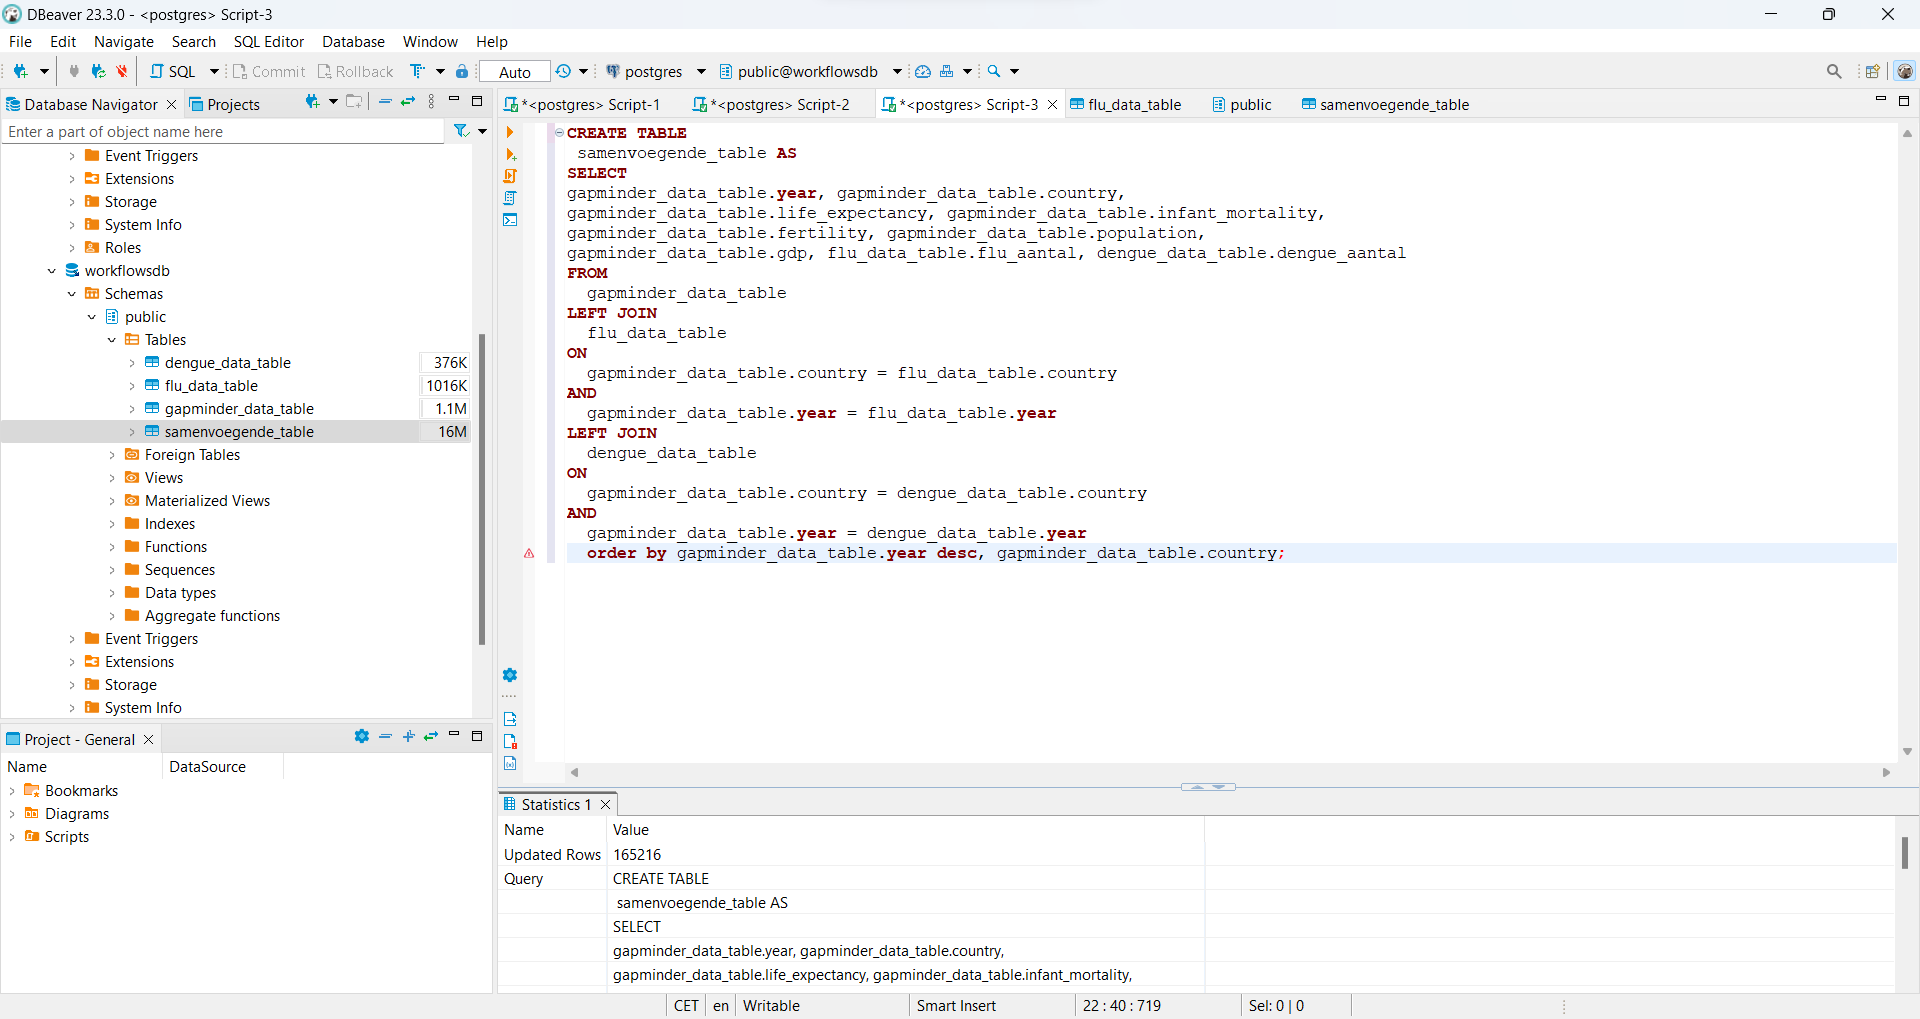 DBeaver 23.3.0 - <postgres> Script-3
File Edit Navigate Search SQL Editor Database Window Help
SQL Commit Rollback Auto postgres public@workflowsdb
Database Navigator Projects
*<postgres> Script-1 *<postgres> Script-2 *<postgres> Script-3 flu_data_table public samenvoegende_table
Enter a part of object name here
Event Triggers
Extensions
Storage
System Info
Roles
workflowsdb
Schemas
public
Tables
dengue_data_table 376K
flu_data_table 1016K
gapminder_data_table 1.1M
samenvoegende_table 16M
Foreign Tables
Views
Materialized Views
Indexes
Functions
Sequences
Data types
Aggregate functions
Event Triggers
Extensions
Storage
System Info
CREATE TABLE
samenvoegende_table AS
SELECT
gapminder_data_table.year, gapminder_data_table.country,
gapminder_data_table.life_expectancy, gapminder_data_table.infant_mortality,
gapminder_data_table.fertility, gapminder_data_table.population,
gapminder_data_table.gdp, flu_data_table.flu_aantal, dengue_data_table.dengue_aantal
FROM
gapminder_data_table
LEFT JOIN
flu_data_table
ON
gapminder_data_table.country = flu_data_table.country
AND
gapminder_data_table.year = flu_data_table.year
LEFT JOIN
dengue_data_table
ON
gapminder_data_table.country = dengue_data_table.country
AND
gapminder_data_table.year = dengue_data_table.year
order by gapminder_data_table.year desc, gapminder_data_table.country;
Project - General
Name DataSource
Bookmarks
Diagrams
Scripts
Statistics 1
Name Value
Updated Rows 165216
Query CREATE TABLE
samenvoegende_table AS
SELECT
gapminder_data_table.year, gapminder_data_table.country,
gapminder_data_table.life_expectancy, gapminder_data_table.infant_mortality,
CET en Writable Smart Insert 22 : 40 : 719 Sel: 0 | 0